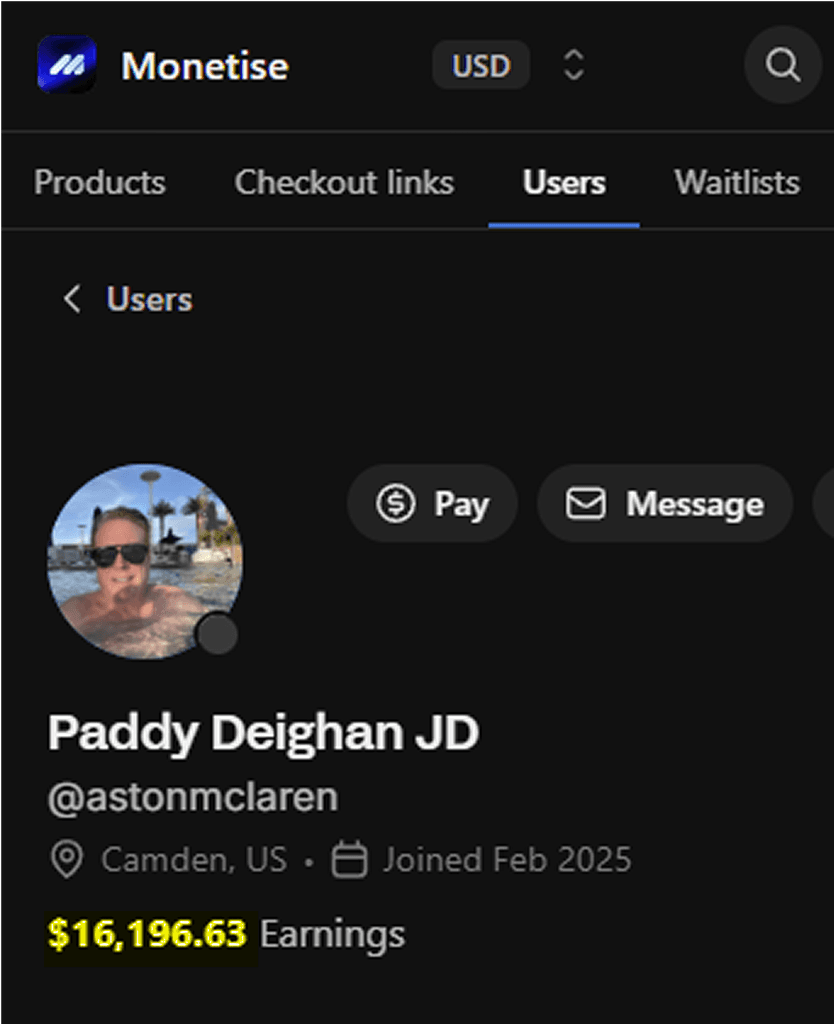 Monetise
USD
Products Checkout links Users Waitlists
Users
Pay Message
Paddy Deighan JD
@astonmclaren
Camden, US • Joined Feb 2025
$16,196.63 Earnings